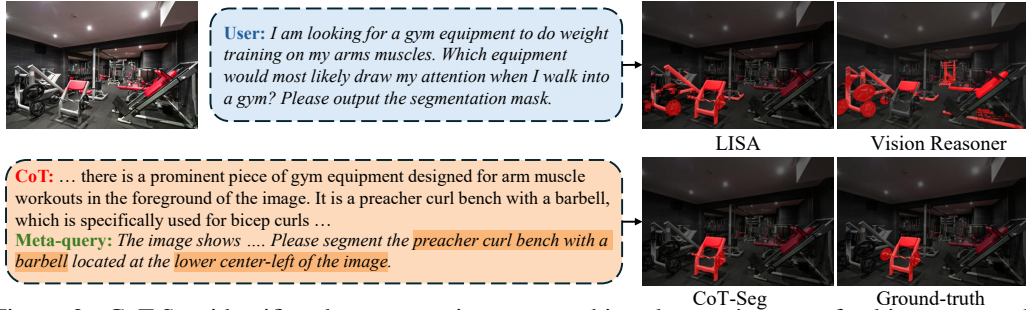 User: I am looking for a gym equipment to do weight
training on my arms muscles. Which equipment
would most likely draw my attention when I walk into
a gym? Please output the segmentation mask.
LISA
Vision Reasoner
CoT: … there is a prominent piece of gym equipment designed for arm muscle
workouts in the foreground of the image. It is a preacher curl bench with a barbell,
which is specifically used for bicep curls …
Meta-query: The image shows …. Please segment the preacher curl bench with a
barbell located at the lower center-left of the image.
CoT-Seg
Ground-truth